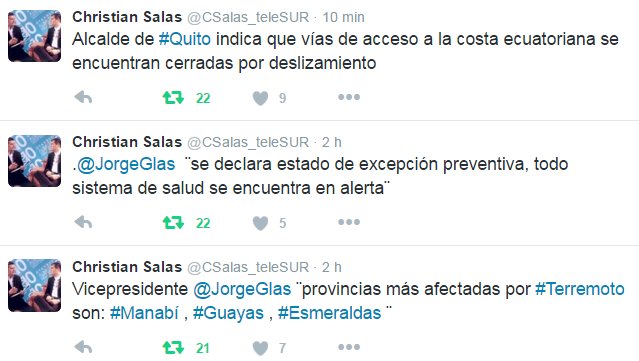 Christian Salas @CSalas_teleSUR · 10 min
Alcalde de #Quito indica que vías de acceso a la costa ecuatoriana se
encuentran cerradas por deslizamiento
22 9
Christian Salas @CSalas_teleSUR · 2 h
.@JorgeGlas ¨se declara estado de excepción preventiva, todo
sistema de salud se encuentra en alerta¨
22 5
Christian Salas @CSalas_teleSUR · 2 h
Vicepresidente @JorgeGlas ¨provincias más afectadas por #Terremoto
son: #Manabí , #Guayas , #Esmeraldas ¨
21 7